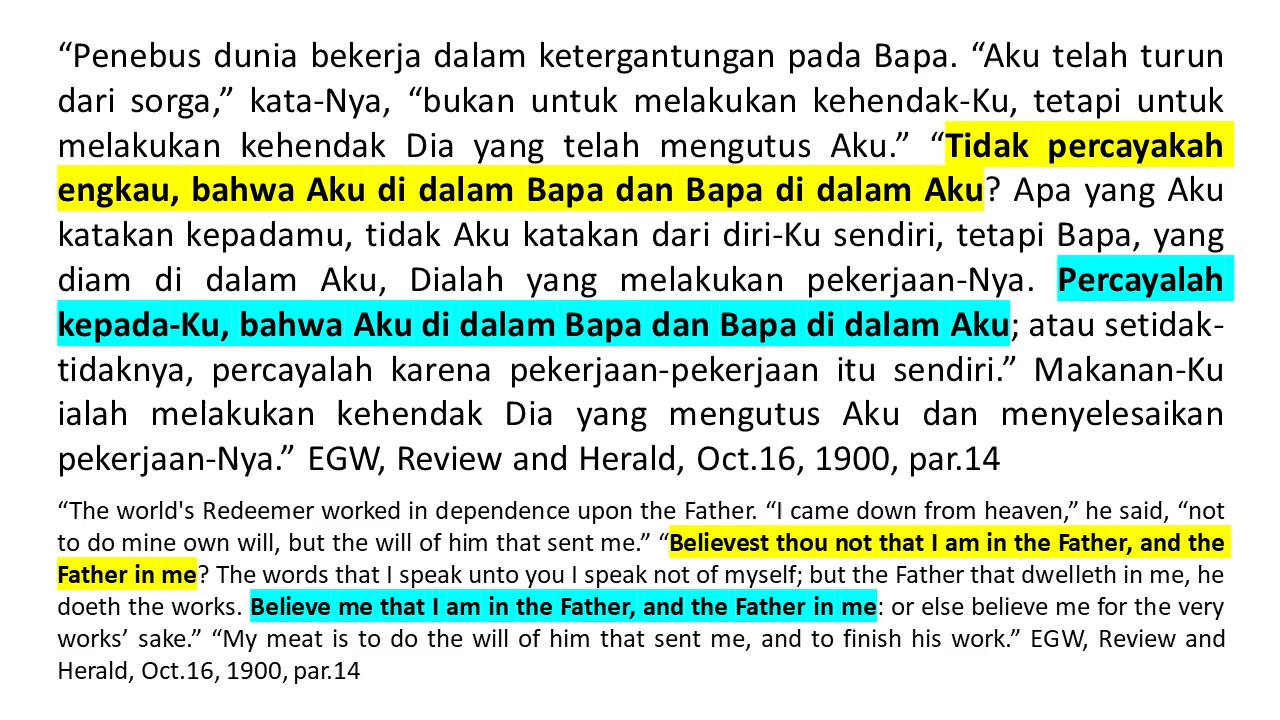 “Penebus dunia bekerja dalam ketergantungan pada Bapa. “Aku telah turun
dari sorga,” kata-Nya, “bukan untuk melakukan kehendak-Ku, tetapi untuk
melakukan kehendak Dia yang telah mengutus Aku.” “Tidak percayakah
engkau, bahwa Aku di dalam Bapa dan Bapa di dalam Aku? Apa yang Aku
katakan kepadamu, tidak Aku katakan dari diri-Ku sendiri, tetapi Bapa, yang
diam di dalam Aku, Dialah yang melakukan pekerjaan-Nya. Percayalah
kepada-Ku, bahwa Aku di dalam Bapa dan Bapa di dalam Aku; atau setidak-
tidaknya, percayalah karena pekerjaan-pekerjaan itu sendiri.” Makanan-Ku
ialah melakukan kehendak Dia yang mengutus Aku dan menyelesaikan
pekerjaan-Nya.” EGW, Review and Herald, Oct.16, 1900, par.14
“The world's Redeemer worked in dependence upon the Father. “I came down from heaven,” he said, “not
to do mine own will, but the will of him that sent me.” “Believest thou not that I am in the Father, and the
Father in me? The words that I speak unto you I speak not of myself; but the Father that dwelleth in me, he
doeth the works. Believe me that I am in the Father, and the Father in me: or else believe me for the very
works’ sake.” “My meat is to do the will of him that sent me, and to finish his work.” EGW, Review and
Herald, Oct.16, 1900, par.14